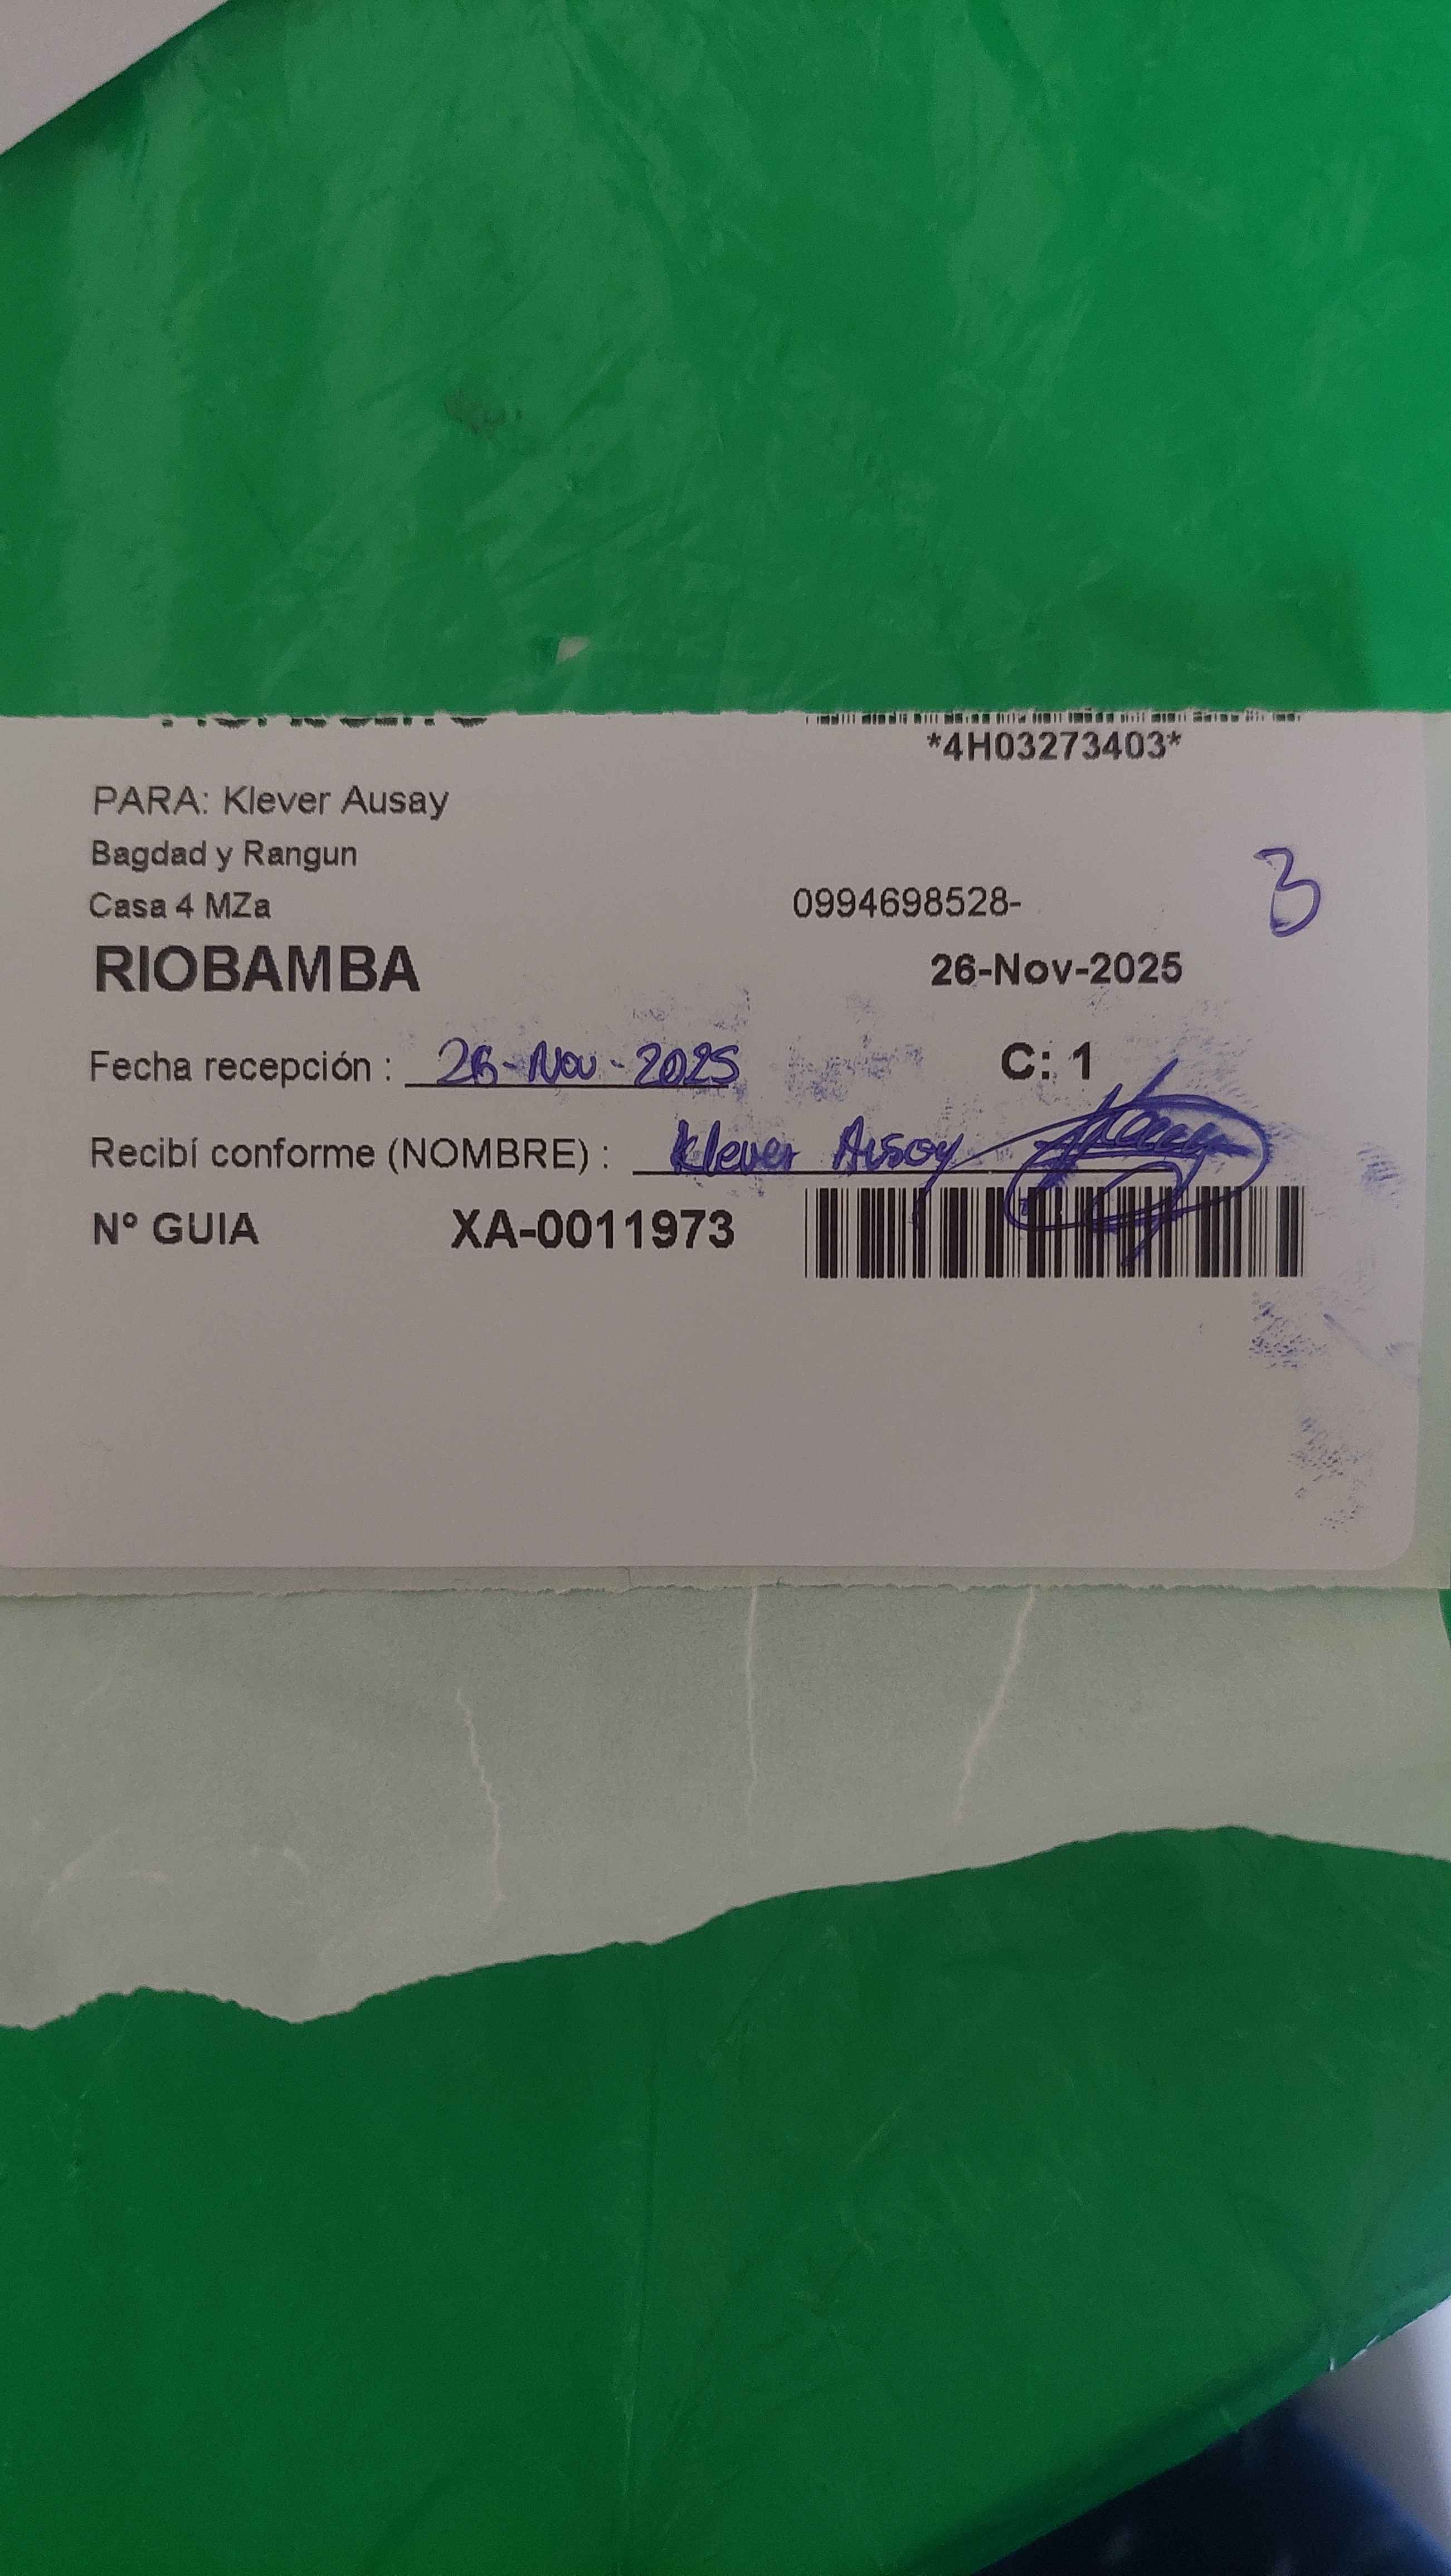 *4H03273403*
PARA: Klever Ausay
Bagdad y Rangun
Casa 4 MZa
0994698528-
3
RIOBAMBA
26-Nov-2025
Fecha recepción : 26-Nov-2025
C: 1
Recibí conforme (NOMBRE) : Klever Ausay
Nº GUIA XA-0011973